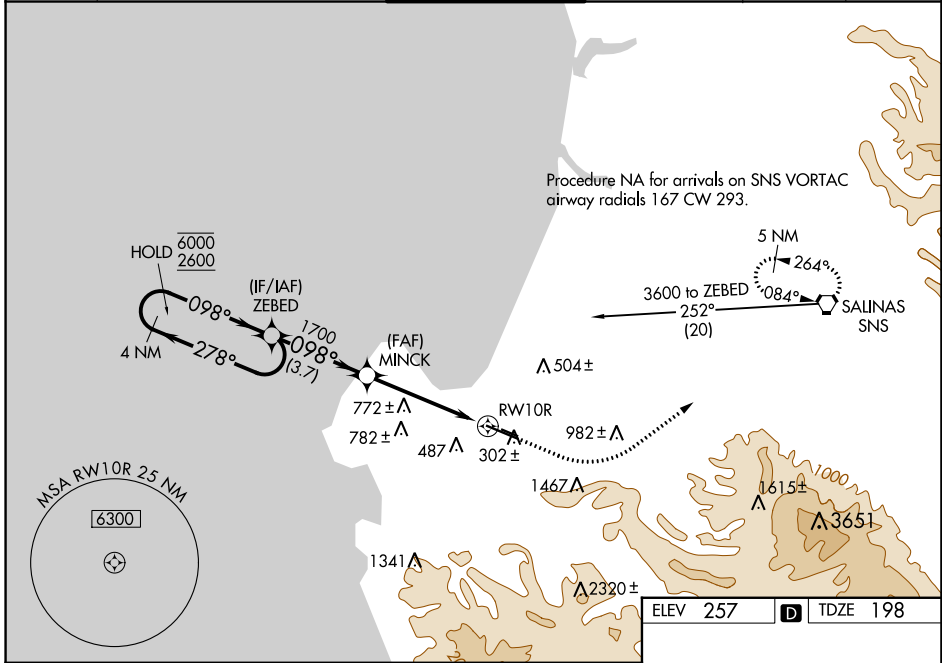 Procedure NA for arrivals on SNS VORTAC
airway radials 167 CW 293.
5 NM
264°
084°
SALINAS
SNS
3600 to ZEBED
252°
(20)
HOLD 6000
2600
(IF/IAF)
ZEBED
098°
278°
4 NM
1700
098°
(3.7)
(FAF)
MINCK
504±
772±
782±
487
RW10R
302±
982±
1467
1615±
1000
3651
1341
2320±
MSA RW10R 25 NM
6300
ELEV 257 D TDZE 198